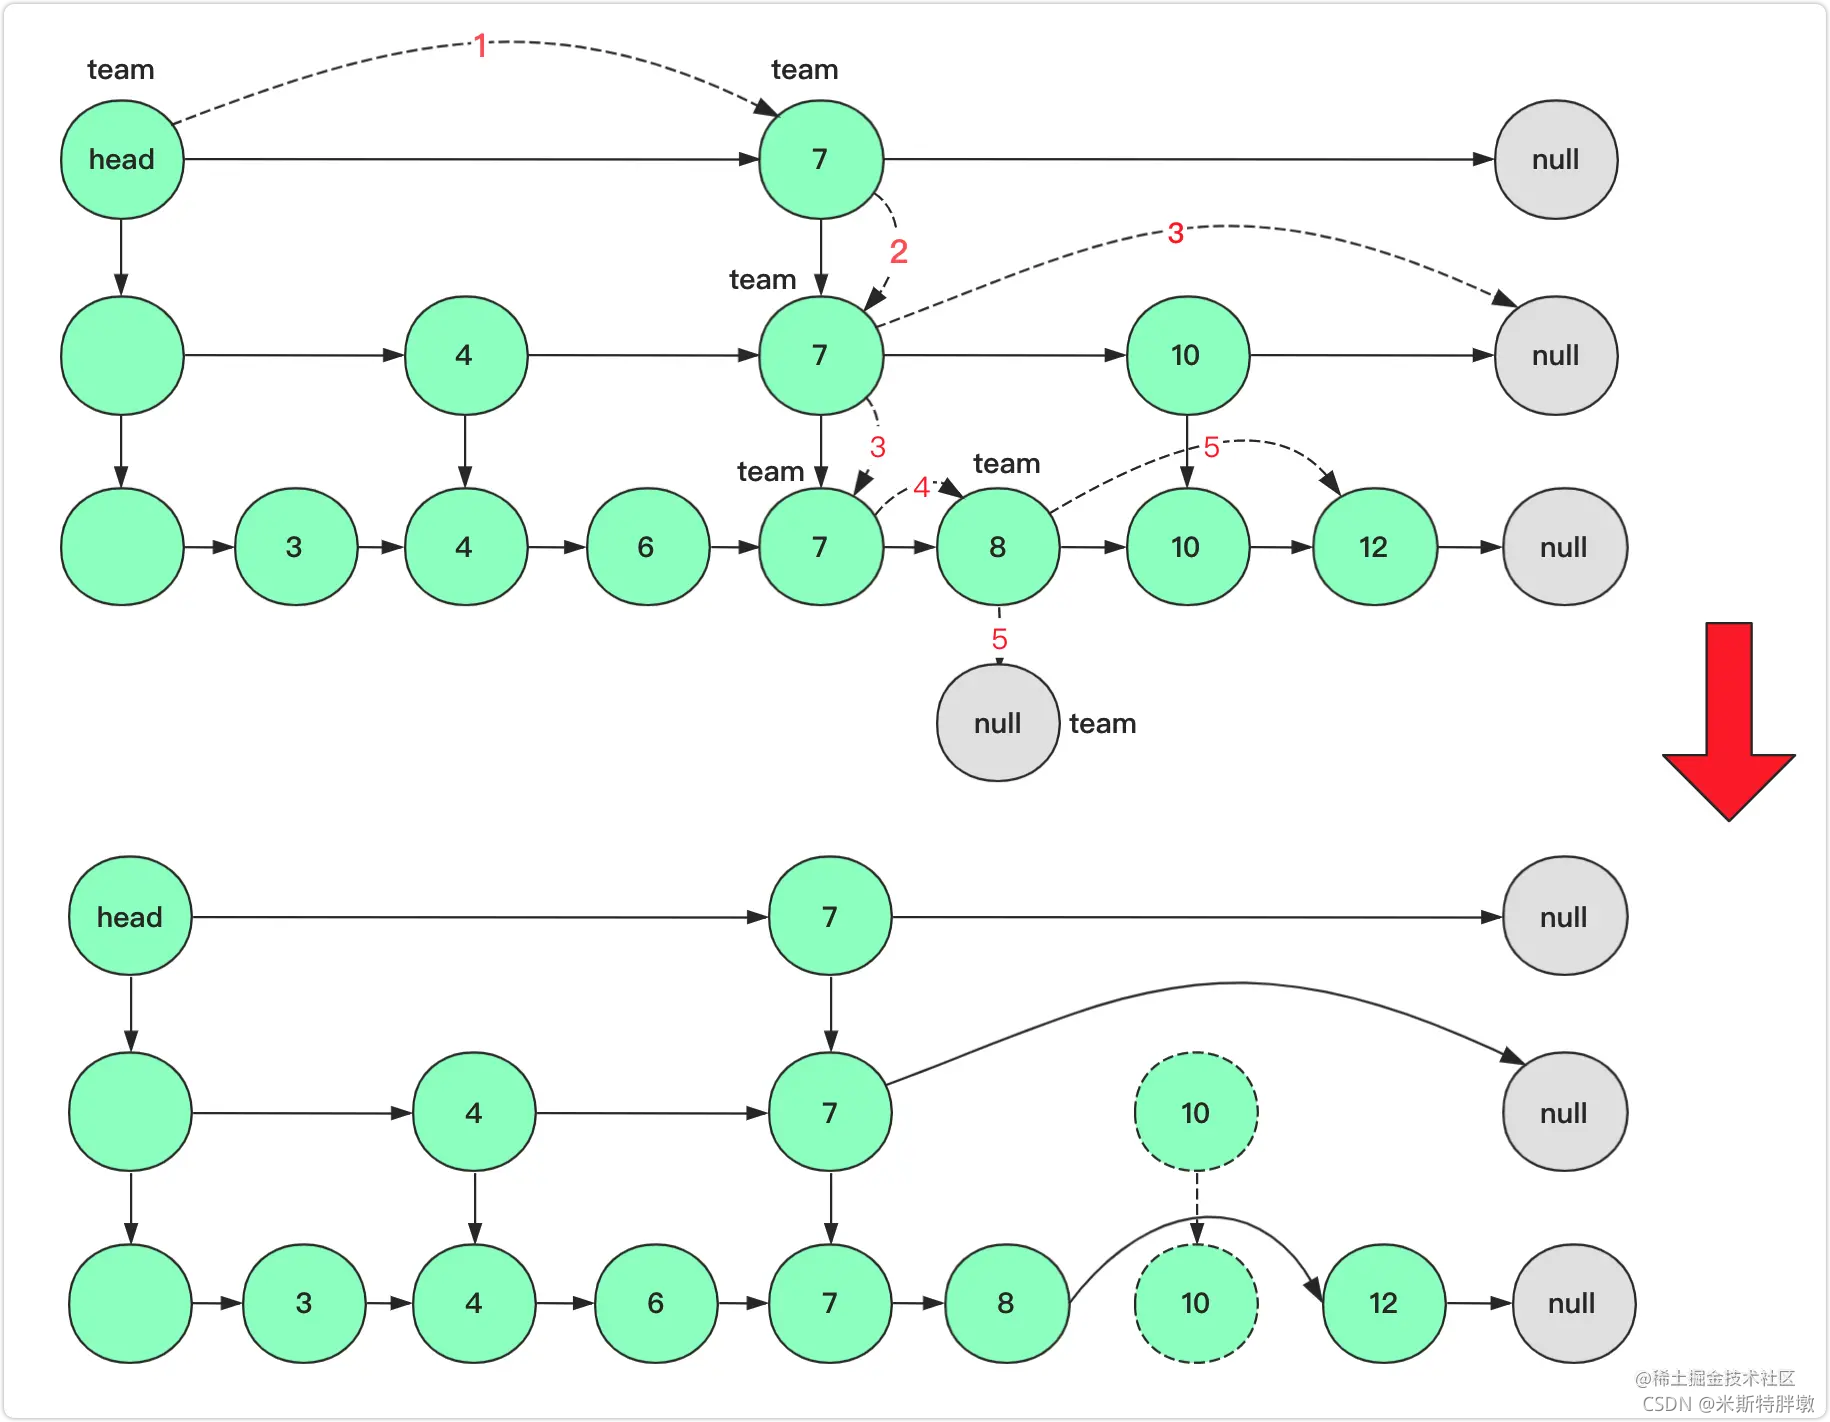 1
team team
head 7 null
2
3
team
4 7 10 null
3
5
team
team
4
3 4 6 7 8 10 12 null
5
null team
head 7 null
4 7 10 null
3 4 6 7 8 10 12 null
@稀土掘金技术社区
CSDN @米斯特胖墩